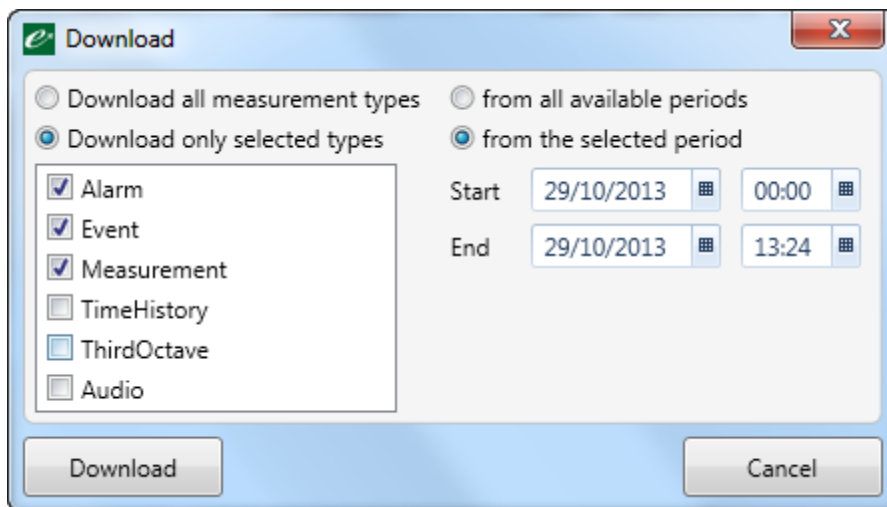 Download
Download all measurement types
Download only selected types
Alarm
Event
Measurement
TimeHistory
ThirdOctave
Audio
from all available periods
from the selected period
Start 29/10/2013 00:00
End 29/10/2013 13:24
Download Cancel